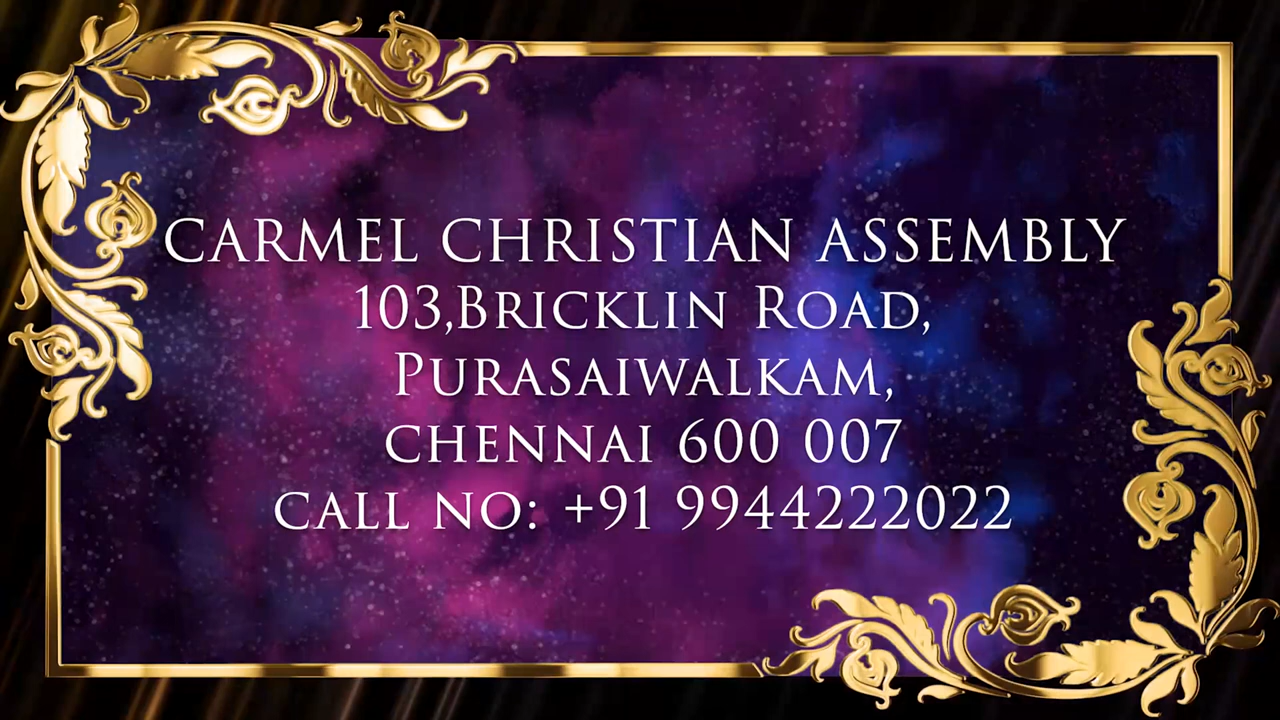 CARMEL CHRISTIAN ASSEMBLY
103,Bricklin Road,
Purasaiwalkam,
chennai 600 007
call no: +91 9944222022